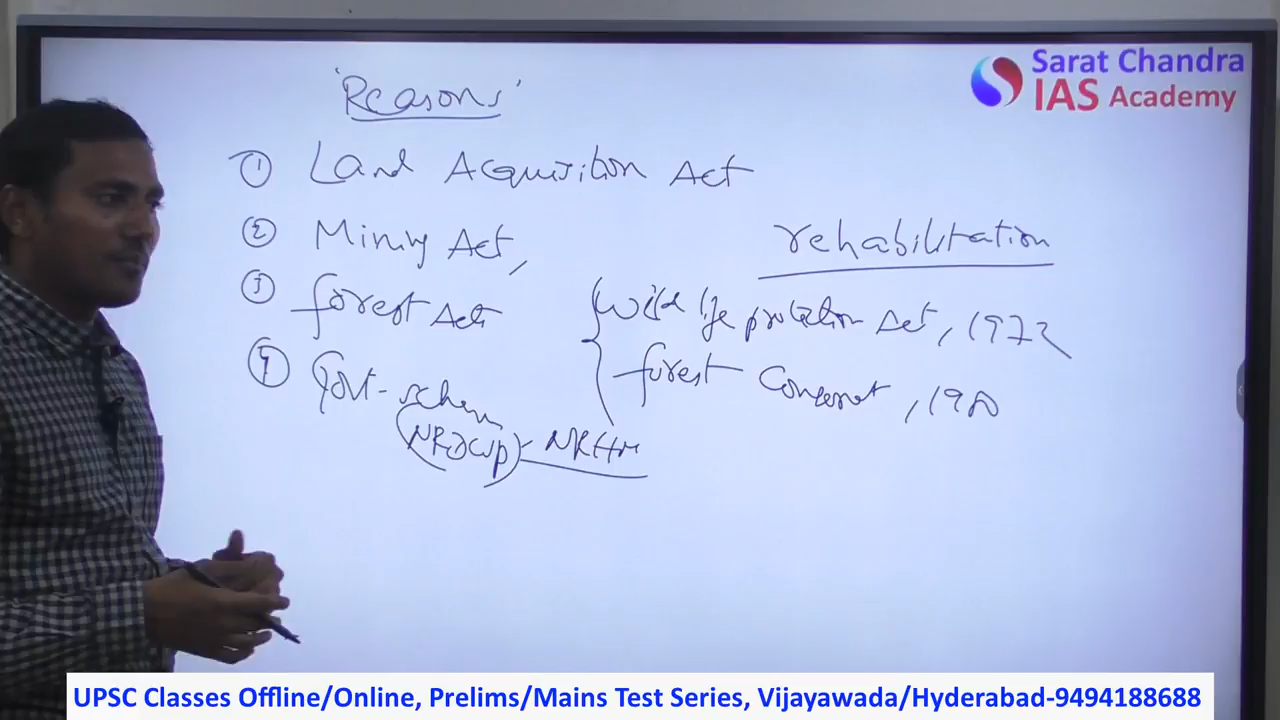 'Reasons'
Sarat Chandra
IAS Academy
① Land Acquisition Act
② Mining Act,
rehabilitation
③ forest Acts
Wild life protection Act, 1972
forest Conservat, 1980
④ Govt-schem
(NRDWP) - NRHM
UPSC Classes Offline/Online, Prelims/Mains Test Series, Vijayawada/Hyderabad-9494188688